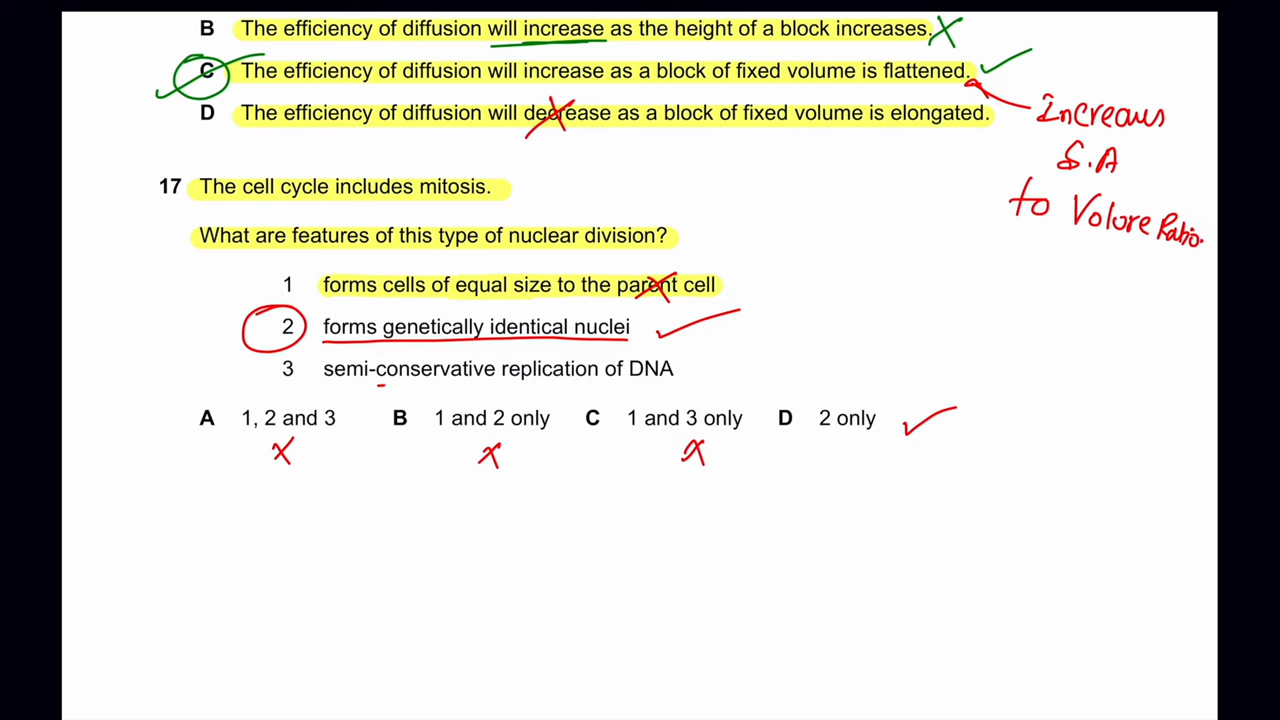 B The efficiency of diffusion will increase as the height of a block increases.
C The efficiency of diffusion will increase as a block of fixed volume is flattened.
D The efficiency of diffusion will decrease as a block of fixed volume is elongated.
Increases
S.A
to Volume Ratio.
17 The cell cycle includes mitosis.
What are features of this type of nuclear division?
1 forms cells of equal size to the parent cell
2 forms genetically identical nuclei
3 semi-conservative replication of DNA
A 1, 2 and 3 B 1 and 2 only C 1 and 3 only D 2 only